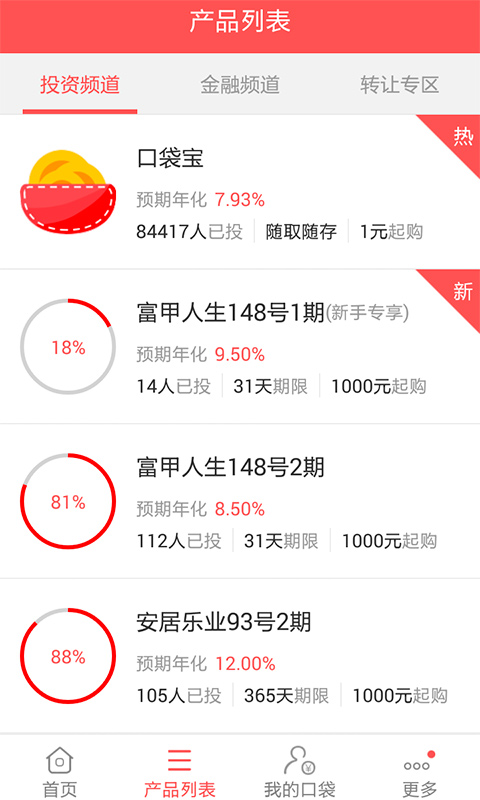 产品列表
投资频道 金融频道 转让专区
热
口袋宝
预期年化 7.93%
84417人已投 随取随存 1元起购
新
富甲人生148号1期(新手专享)
18%
预期年化 9.50%
14人已投 31天期限 1000元起购
富甲人生148号2期
81%
预期年化 8.50%
112人已投 31天期限 1000元起购
安居乐业93号2期
88%
预期年化 12.00%
105人已投 365天期限 1000元起购
¥
首页 产品列表 我的口袋 更多